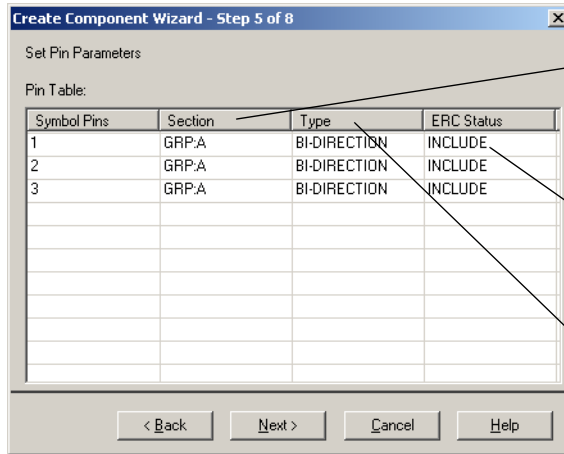 Create Component Wizard - Step 5 of 8
Set Pin Parameters
Pin Table:
Symbol Pins Section Type ERC Status
1 GRP:A BI-DIRECTION INCLUDE
2 GRP:A BI-DIRECTION INCLUDE
3 GRP:A BI-DIRECTION INCLUDE
< Back Next > Cancel Help